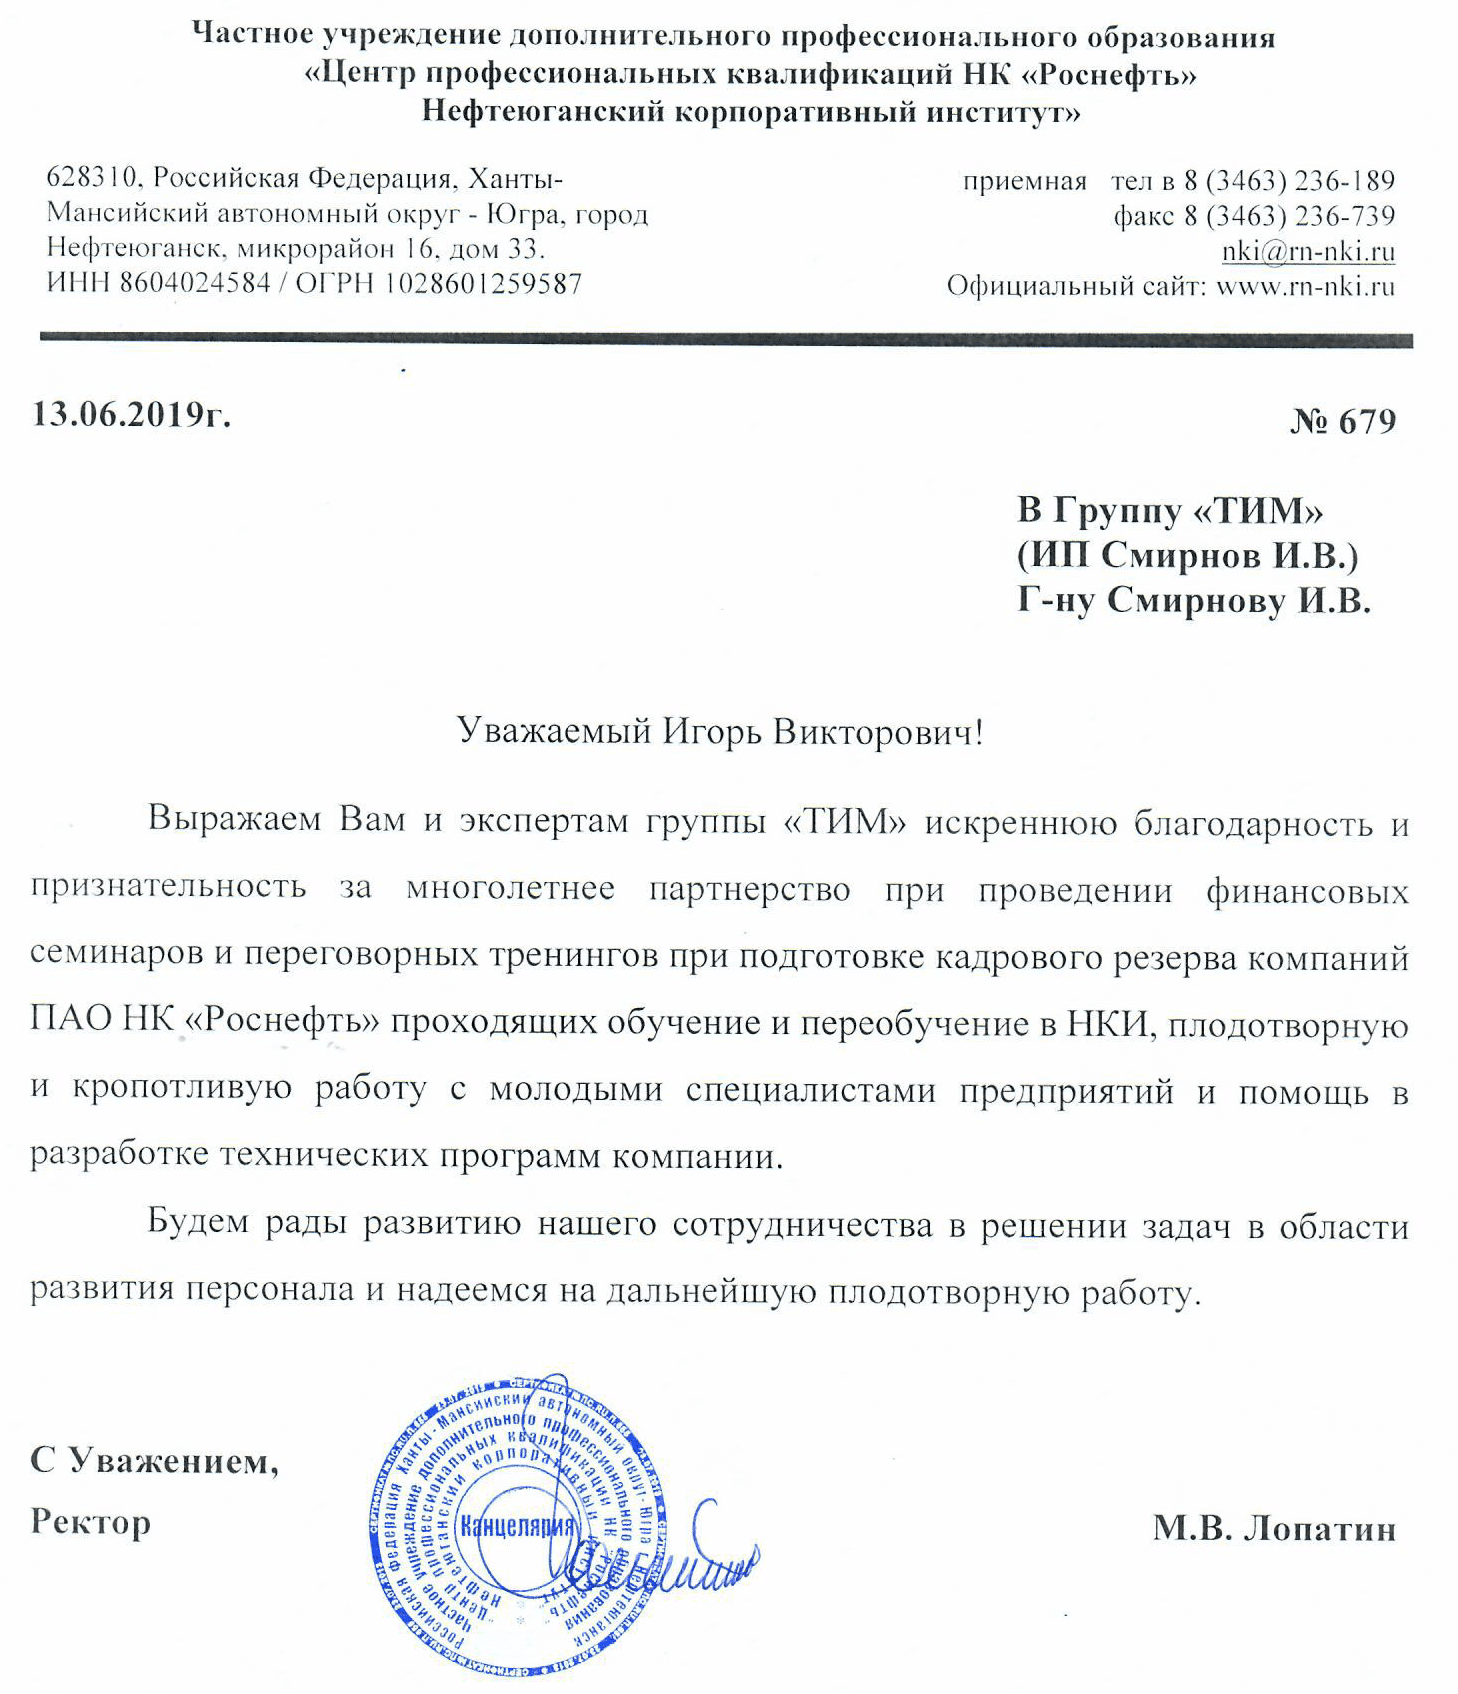 Частное учреждение дополнительного профессионального образования
«Центр профессиональных квалификаций НК «Роснефть»
Нефтеюганский корпоративный институт»
628310, Российская Федерация, Ханты-
Мансийский автономный округ - Югра, город
Нефтеюганск, микрорайон 16, дом 33.
ИНН 8604024584 / ОГРН 1028601259587
приемная тел в 8 (3463) 236-189
факс 8 (3463) 236-739
nki@rn-nki.ru
Официальный сайт: www.rn-nki.ru
13.06.2019г.
№ 679
В Группу «ТИМ»
(ИП Смирнов И.В.)
Г-ну Смирнову И.В.
Уважаемый Игорь Викторович!
Выражаем Вам и экспертам группы «ТИМ» искреннюю благодарность и
признательность за многолетнее партнерство при проведении финансовых
семинаров и переговорных тренингов при подготовке кадрового резерва компаний
ПАО НК «Роснефть» проходящих обучение и переобучение в НКИ, плодотворную
и кропотливую работу с молодыми специалистами предприятий и помощь в
разработке технических программ компании.
Будем рады развитию нашего сотрудничества в решении задач в области
развития персонала и надеемся на дальнейшую плодотворную работу.
С Уважением,
Ректор
М.В. Лопатин
Российская Федерация Ханты-Мансийский автономный округ-Югра г. Нефтеюганск
Частное учреждение дополнительного профессионального образования
"Центр профессиональных квалификаций НК "Роснефть"
Нефтеюганский корпоративный институт"
Канцелярия